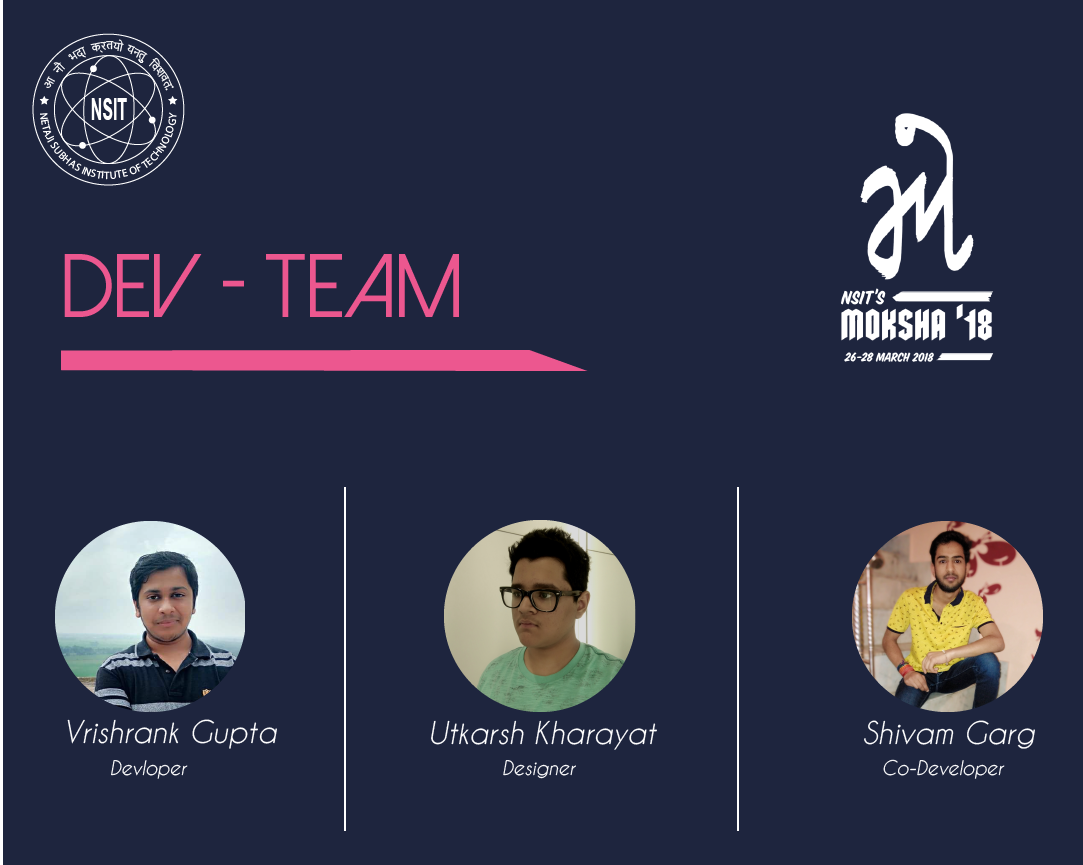 आ नो भद्रा क्रतवो यन्तु विश्वतः
NSIT
NETAJI SUBHAS INSTITUTE OF TECHNOLOGY
मो
NSIT'S
MOKSHA '18
26-28 MARCH 2018
DEV - TEAM
Vrishrank Gupta
Devloper
Utkarsh Kharayat
Designer
Shivam Garg
Co-Developer